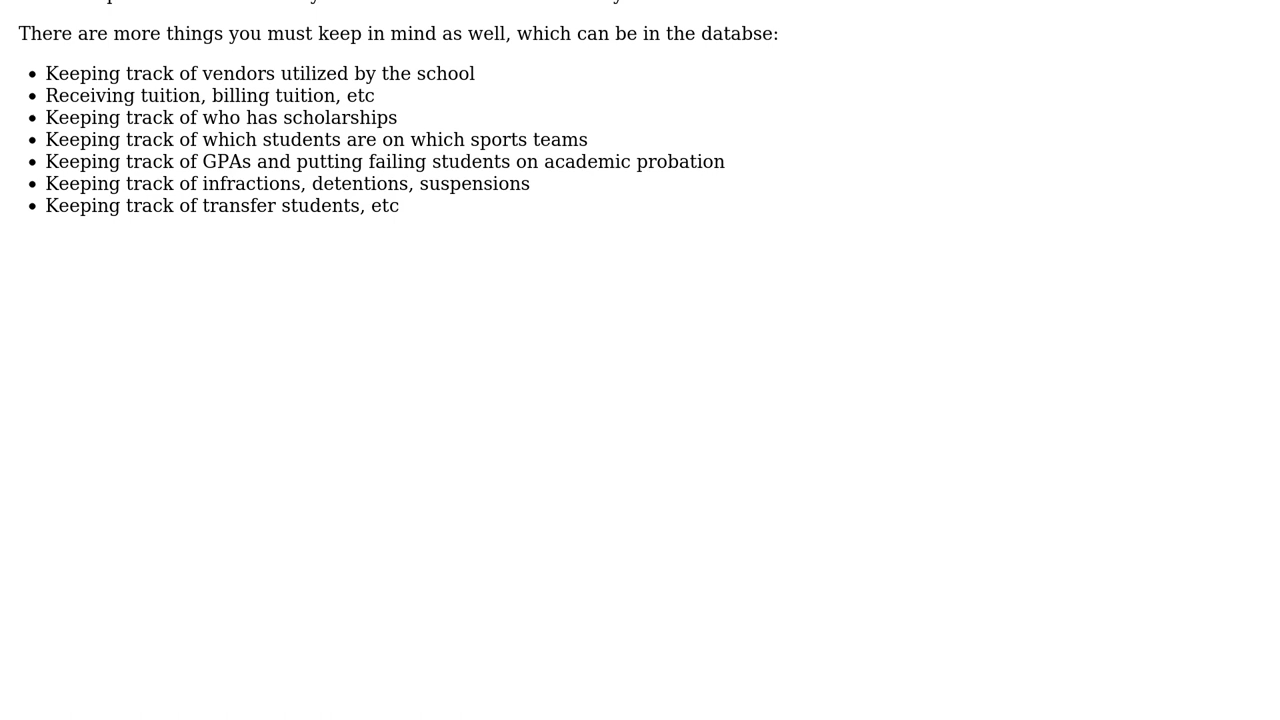 There are more things you must keep in mind as well, which can be in the databse:
• Keeping track of vendors utilized by the school
• Receiving tuition, billing tuition, etc
• Keeping track of who has scholarships
• Keeping track of which students are on which sports teams
• Keeping track of GPAs and putting failing students on academic probation
• Keeping track of infractions, detentions, suspensions
• Keeping track of transfer students, etc